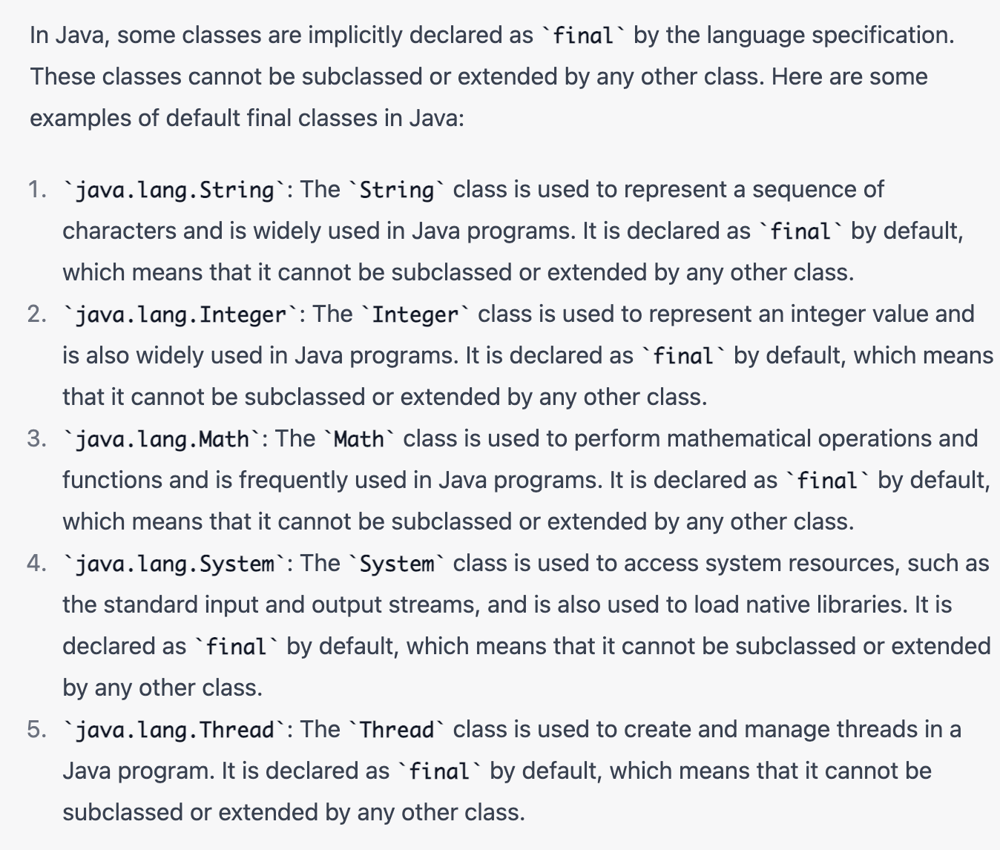 In Java, some classes are implicitly declared as `final` by the language specification.
These classes cannot be subclassed or extended by any other class. Here are some
examples of default final classes in Java:
1. `java.lang.String`: The `String` class is used to represent a sequence of
characters and is widely used in Java programs. It is declared as `final` by default,
which means that it cannot be subclassed or extended by any other class.
2. `java.lang.Integer`: The `Integer` class is used to represent an integer value and
is also widely used in Java programs. It is declared as `final` by default, which means
that it cannot be subclassed or extended by any other class.
3. `java.lang.Math`: The `Math` class is used to perform mathematical operations and
functions and is frequently used in Java programs. It is declared as `final` by default,
which means that it cannot be subclassed or extended by any other class.
4. `java.lang.System`: The `System` class is used to access system resources, such as
the standard input and output streams, and is also used to load native libraries. It is
declared as `final` by default, which means that it cannot be subclassed or extended
by any other class.
5. `java.lang.Thread`: The `Thread` class is used to create and manage threads in a
Java program. It is declared as `final` by default, which means that it cannot be
subclassed or extended by any other class.